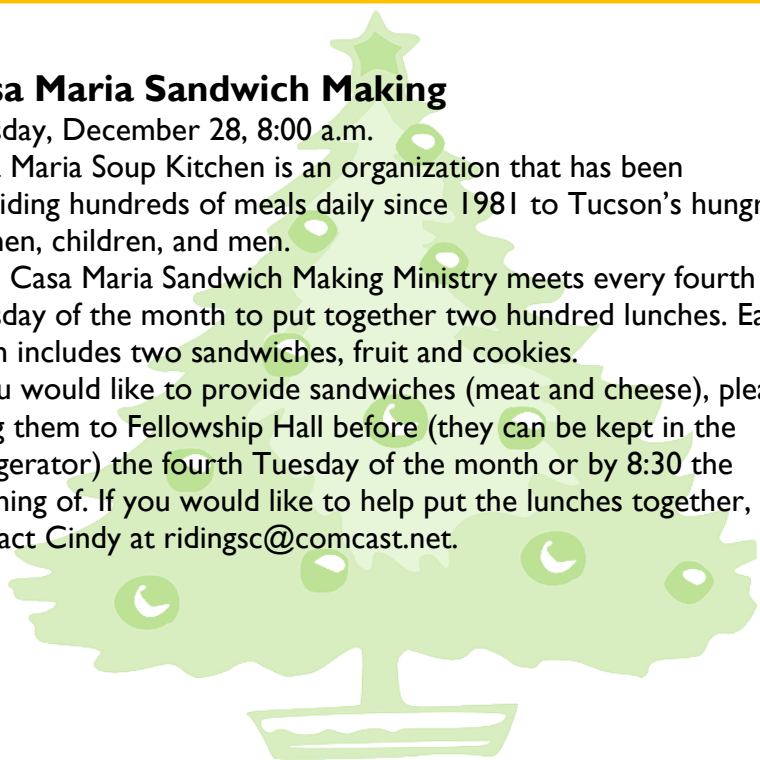 sa Maria Sandwich Making
sday, December 28, 8:00 a.m.
Maria Soup Kitchen is an organization that has been
iding hundreds of meals daily since 1981 to Tucson’s hungr
en, children, and men.
Casa Maria Sandwich Making Ministry meets every fourth
sday of the month to put together two hundred lunches. Ea
includes two sandwiches, fruit and cookies.
u would like to provide sandwiches (meat and cheese), plea
g them to Fellowship Hall before (they can be kept in the
gerator) the fourth Tuesday of the month or by 8:30 the
ning of. If you would like to help put the lunches together,
act Cindy at ridingsc@comcast.net.